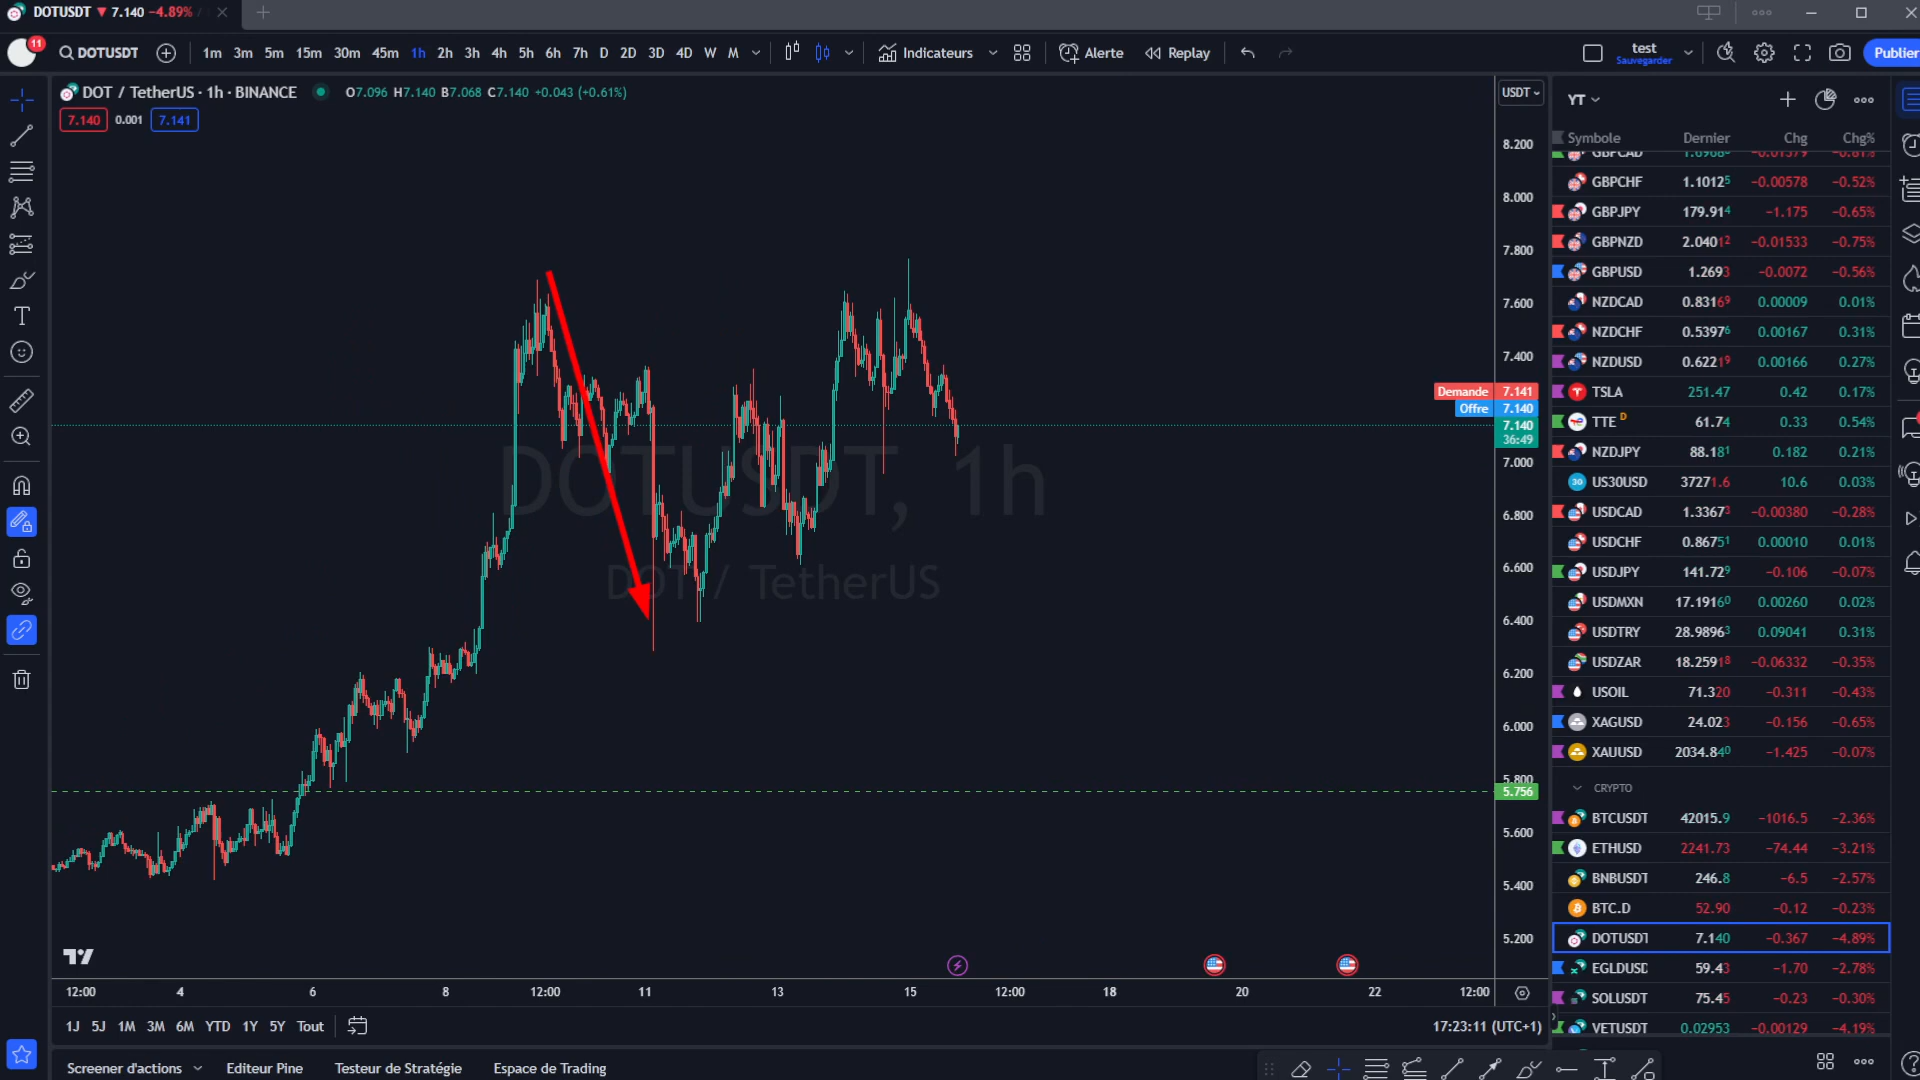 DOTUSDT ▼ 7.140 −4.89% /
11
DOTUSDT 1m 3m 5m 15m 30m 45m 1h 2h 3h 4h 5h 6h 7h D 2D 3D 4D W M Indicateurs Alerte Replay test Sauvegarder Publier
DOT / TetherUS · 1h · BINANCE O7.096 H7.140 B7.068 C7.140 +0.043 (+0.61%)
7.140 0.001 7.141
USDT
8.200
8.000
7.800
7.600
7.400
Demande 7.141
Offre 7.140
7.140
36:49
7.000
6.800
6.600
6.400
6.200
6.000
5.800
5.756
5.600
5.400
5.200
DOTUSDT, 1h
DOT / TetherUS
12:00 4 6 8 12:00 11 13 15 12:00 18 20 22 12:00
1J 5J 1M 3M 6M YTD 1Y 5Y Tout
17:23:11 (UTC+1)
Screener d'actions Editeur Pine Testeur de Stratégie Espace de Trading
YT
Symbole Dernier Chg Chg%
GBPCAD 1.6968 −0.01379 −0.81%
GBPCHF 1.10125 −0.00578 −0.52%
GBPJPY 179.914 −1.175 −0.65%
GBPNZD 2.04012 −0.01533 −0.75%
GBPUSD 1.2693 −0.0072 −0.56%
NZDCAD 0.83169 0.00009 0.01%
NZDCHF 0.53976 0.00167 0.31%
NZDUSD 0.62219 0.00166 0.27%
TSLA 251.47 0.42 0.17%
TTE D 61.74 0.33 0.54%
NZDJPY 88.181 0.182 0.21%
30 US30USD 37271.6 10.6 0.03%
USDCAD 1.33673 −0.00380 −0.28%
USDCHF 0.86751 0.00010 0.01%
USDJPY 141.729 −0.106 −0.07%
USDMXN 17.19160 0.00260 0.02%
USDTRY 28.98963 0.09041 0.31%
USDZAR 18.25918 −0.06332 −0.35%
USOIL 71.320 −0.311 −0.43%
XAGUSD 24.023 −0.156 −0.65%
XAUUSD 2034.840 −1.425 −0.07%
CRYPTO
BTCUSDT 42015.9 −1016.5 −2.36%
ETHUSD 2241.73 −74.44 −3.21%
BNBUSDT 246.8 −6.5 −2.57%
BTC.D 52.90 −0.12 −0.23%
DOTUSDT 7.140 −0.367 −4.89%
EGLDUSD 59.43 −1.70 −2.78%
SOLUSDT 75.45 −0.23 −0.30%
VETUSDT 0.02953 −0.00129 −4.19%